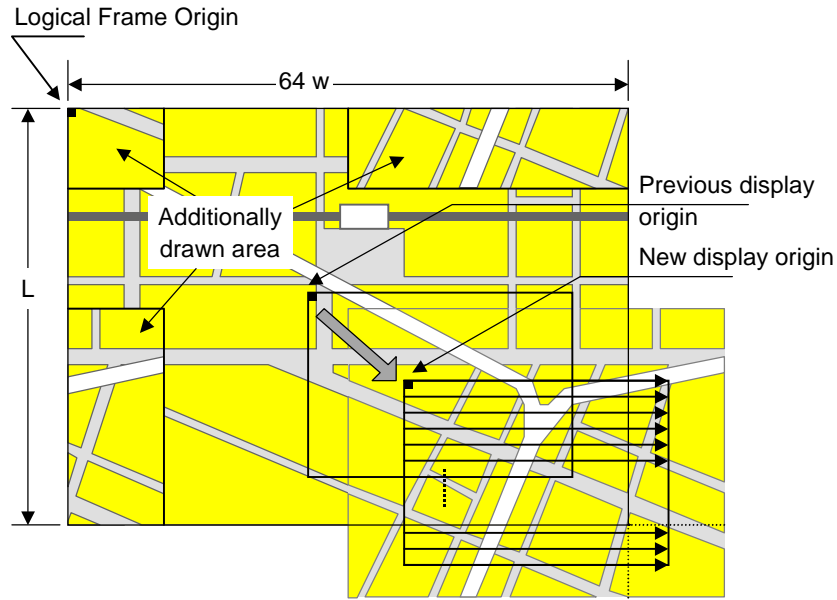 Logical Frame Origin
64 w
Previous display
origin
Additionally
drawn area
New display origin
L